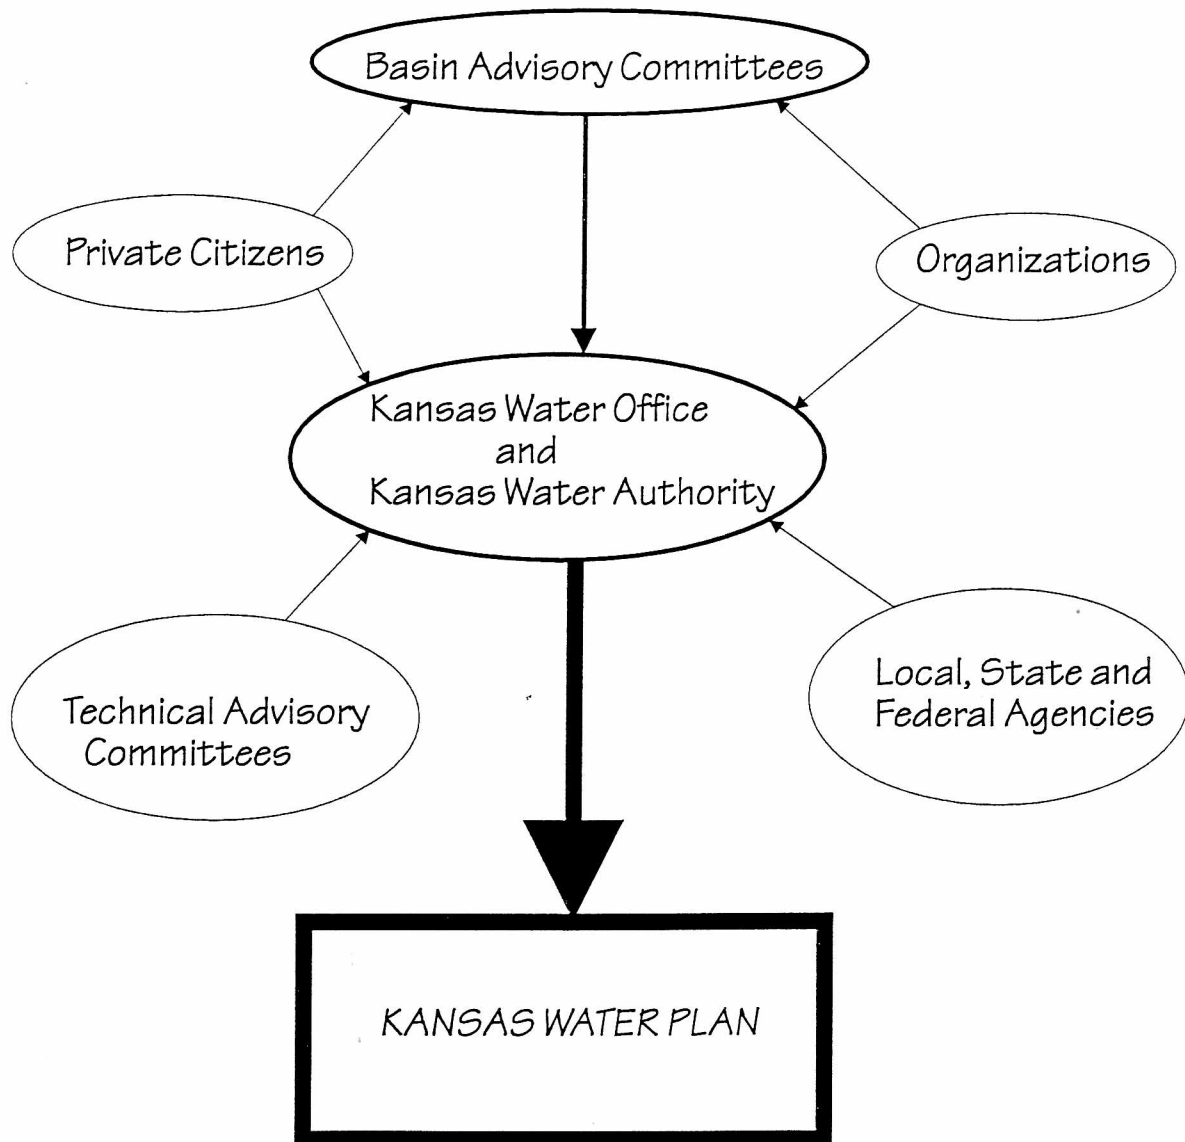 Basin Advisory Committees
Private Citizens
Organizations
Kansas Water Office
and
Kansas Water Authority
Technical Advisory
Committees
Local, State and
Federal Agencies
KANSAS WATER PLAN